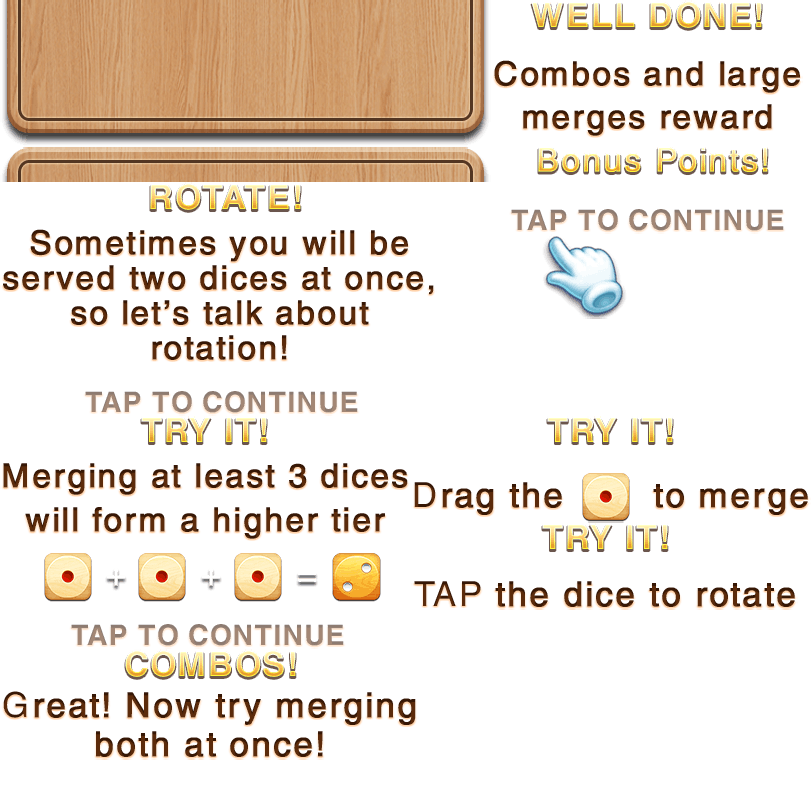 WELL DONE!
Combos and large
merges reward
Bonus Points!
TAP TO CONTINUE
ROTATE!
Sometimes you will be
served two dices at once,
so let’s talk about
rotation!
TAP TO CONTINUE
TRY IT!
Merging at least 3 dices
will form a higher tier
+ + =
TAP TO CONTINUE
TRY IT!
Drag the to merge
TRY IT!
TAP the dice to rotate
COMBOS!
Great! Now try merging
both at once!